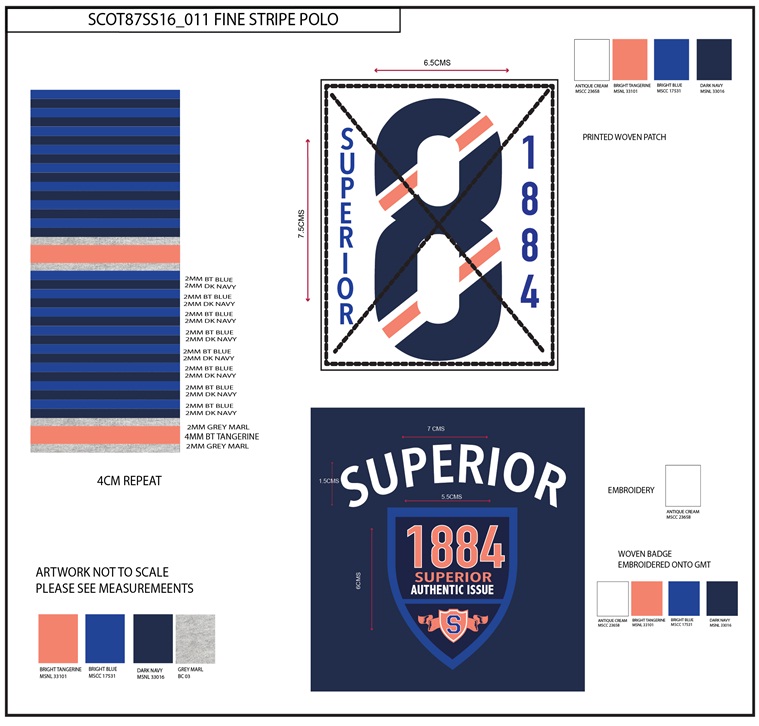 SCOT87SS16_011 FINE STRIPE POLO
6.5CMS
ANTIQUE CREAM
MSCC 23658
BRIGHT TANGERINE
MSNL 33101
BRIGHT BLUE
MSCC 17531
DARK NAVY
MSNL 33016
PRINTED WOVEN PATCH
7.5CMS
SUPERIOR
8
1884
2MM BT BLUE
2MM DK NAVY
2MM BT BLUE
2MM DK NAVY
2MM BT BLUE
2MM DK NAVY
2MM BT BLUE
2MM DK NAVY
2MM BT BLUE
2MM DK NAVY
2MM BT BLUE
2MM DK NAVY
2MM BT BLUE
2MM DK NAVY
2MM BT BLUE
2MM DK NAVY
2MM GREY MARL
4MM BT TANGERINE
2MM GREY MARL
4CM REPEAT
7 CMS
1.5CMS
SUPERIOR
5.5CMS
6CMS
1884
SUPERIOR
AUTHENTIC ISSUE
S
EMBROIDERY
ANTIQUE CREAM
MSCC 23658
WOVEN BADGE
EMBROIDERED ONTO GMT
ANTIQUE CREAM
MSCC 23658
BRIGHT TANGERINE
MSNL 33101
BRIGHT BLUE
MSCC 17531
DARK NAVY
MSNL 33016
ARTWORK NOT TO SCALE
PLEASE SEE MEASUREMEENTS
BRIGHT TANGERINE
MSNL 33101
BRIGHT BLUE
MSCC 17531
DARK NAVY
MSNL 33016
GREY MARL
BC 03